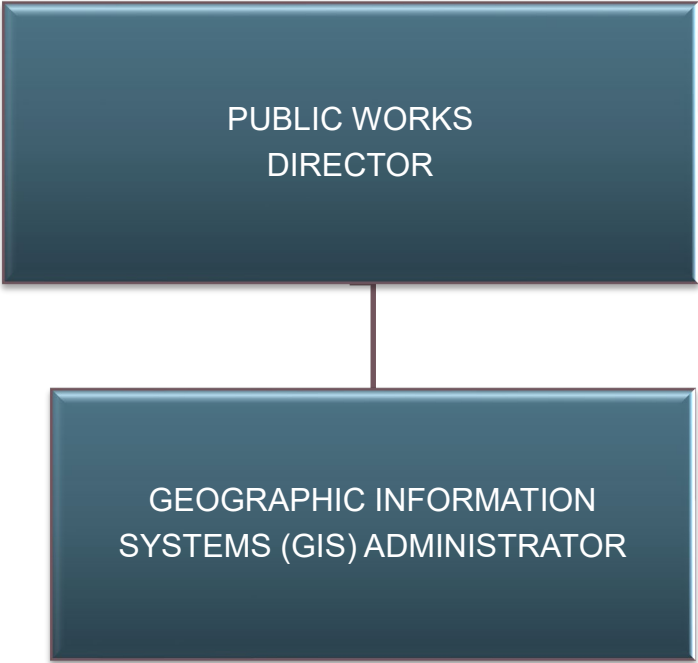 PUBLIC WORKS
DIRECTOR
GEOGRAPHIC INFORMATION
SYSTEMS (GIS) ADMINISTRATOR